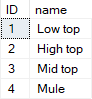 ID name
1 Low top
2 High top
3 Mid top
4 Mule